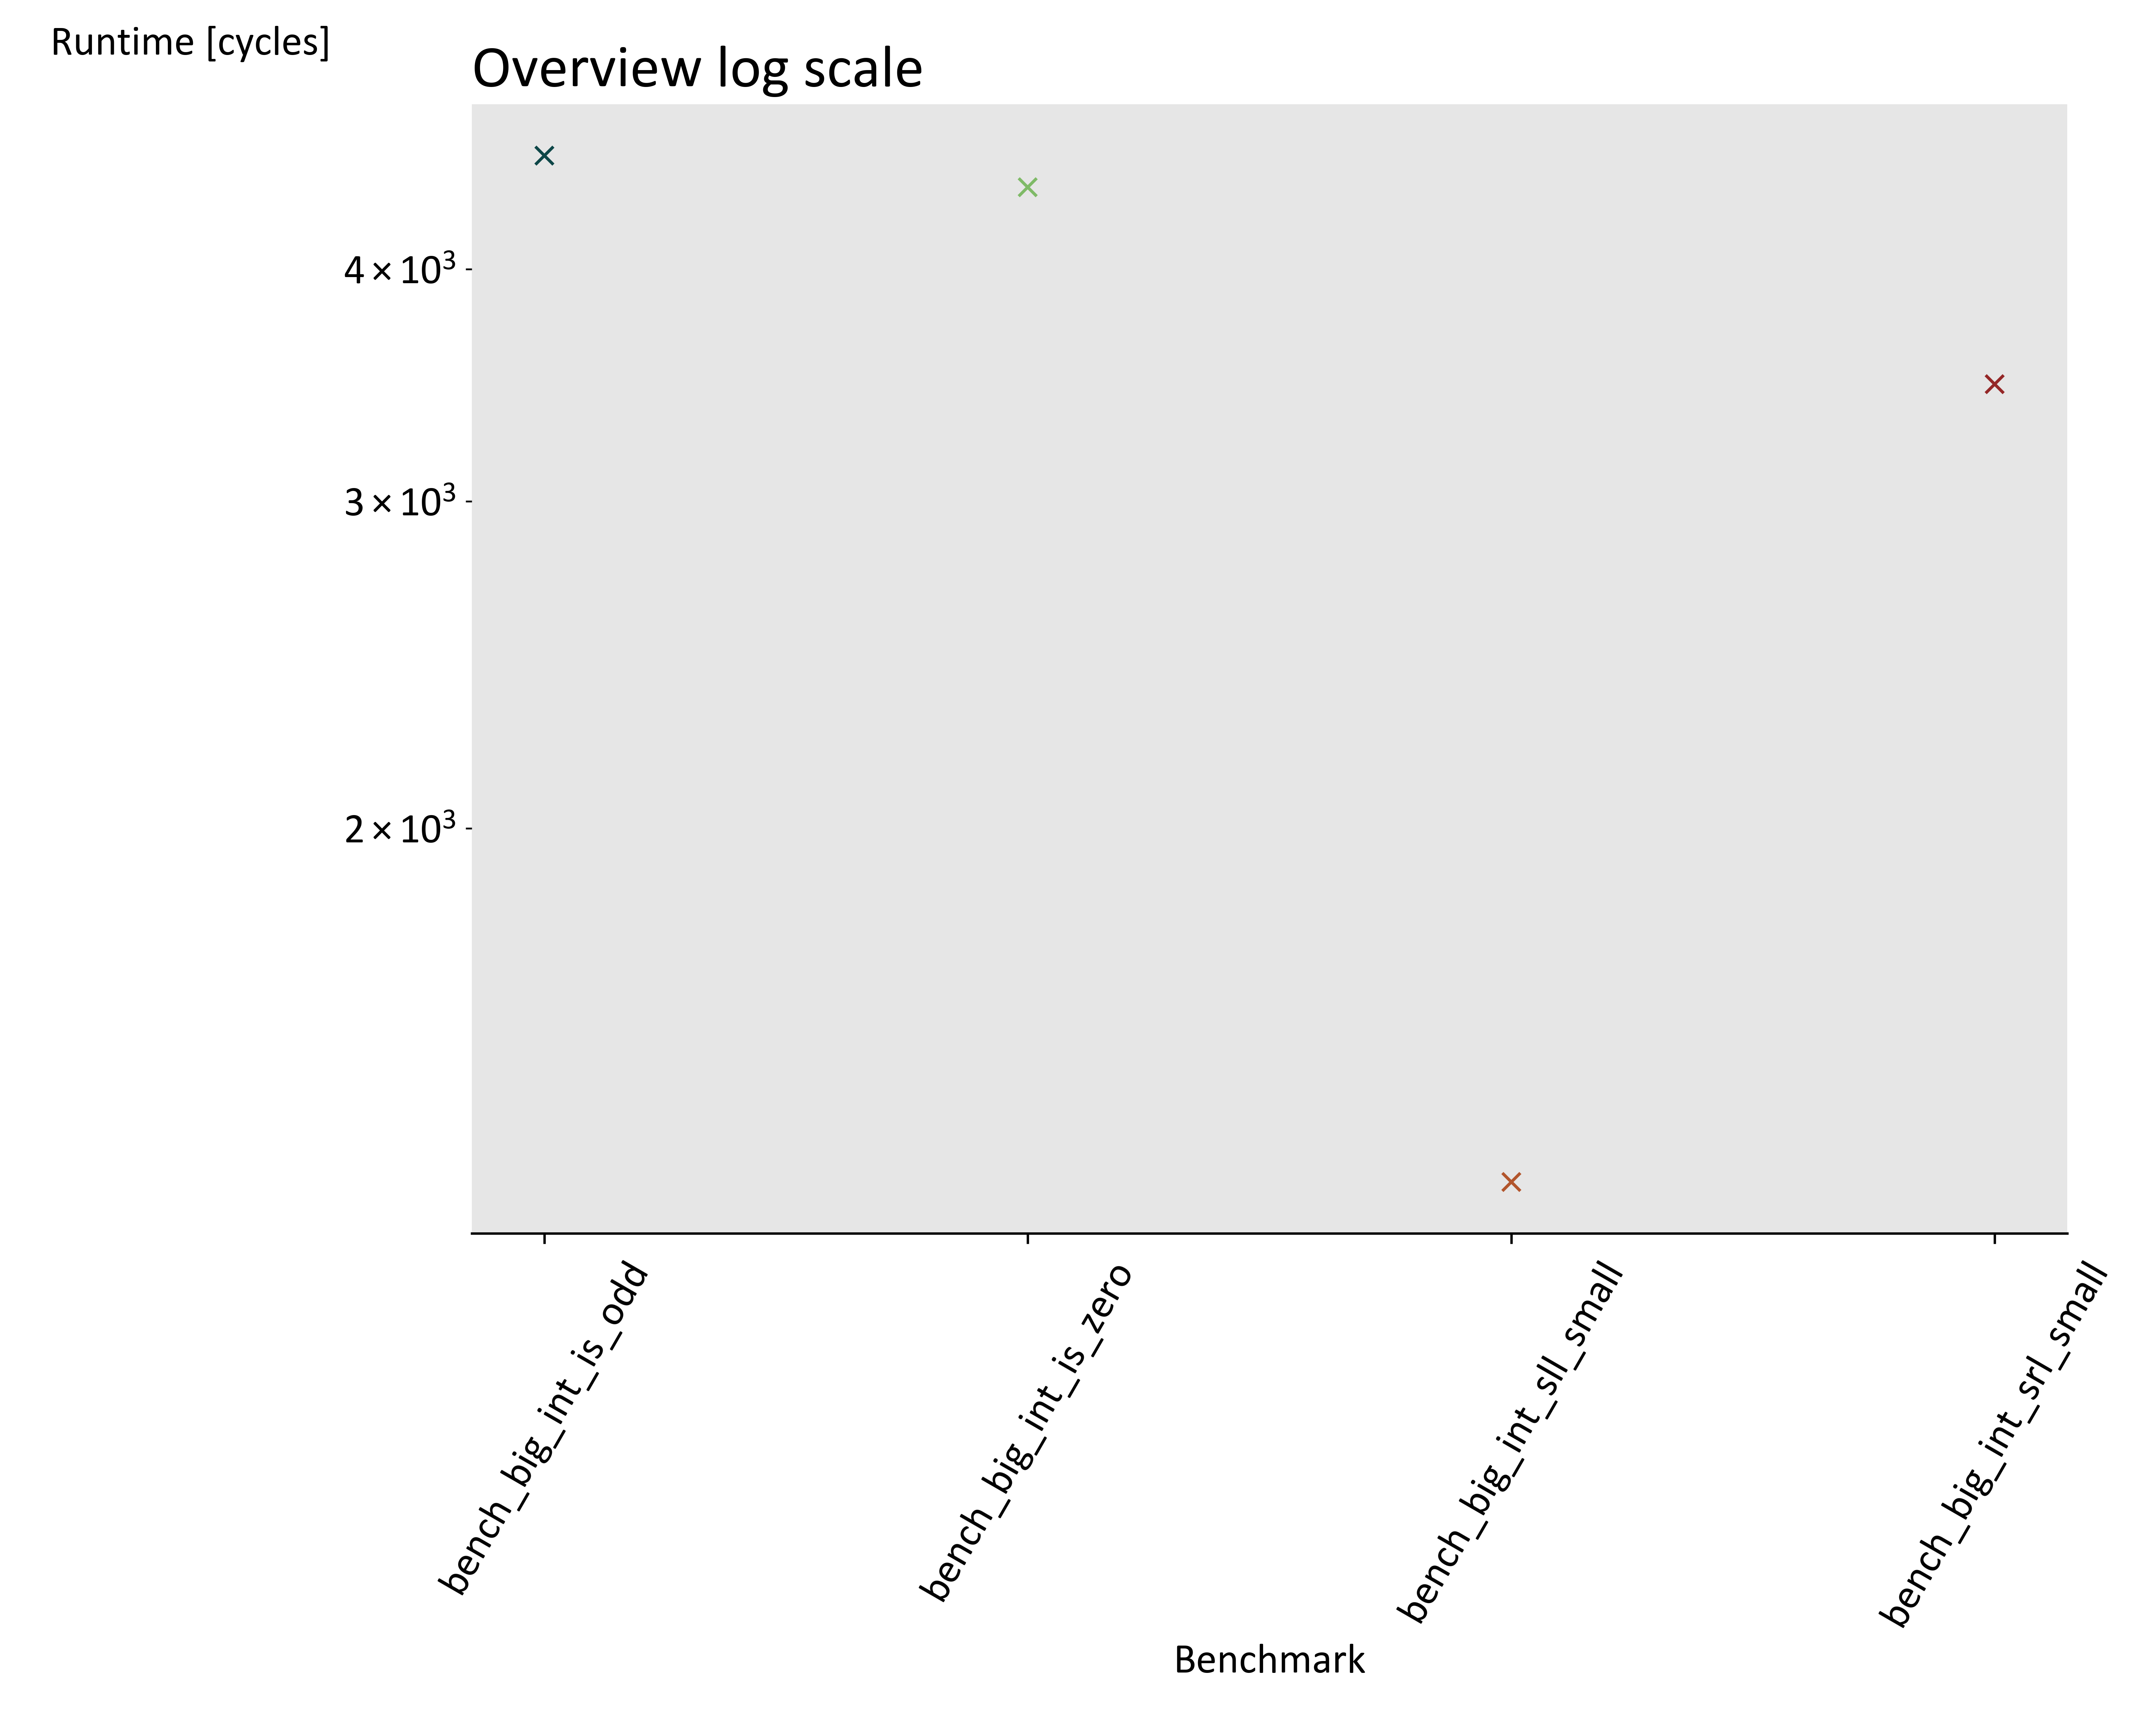 Runtime [cycles]
Overview log scale
4×10³
3×10³
2×10³
bench_big_int_is_odd
bench_big_int_is_zero
bench_big_int_sll_small
bench_big_int_srl_small
Benchmark